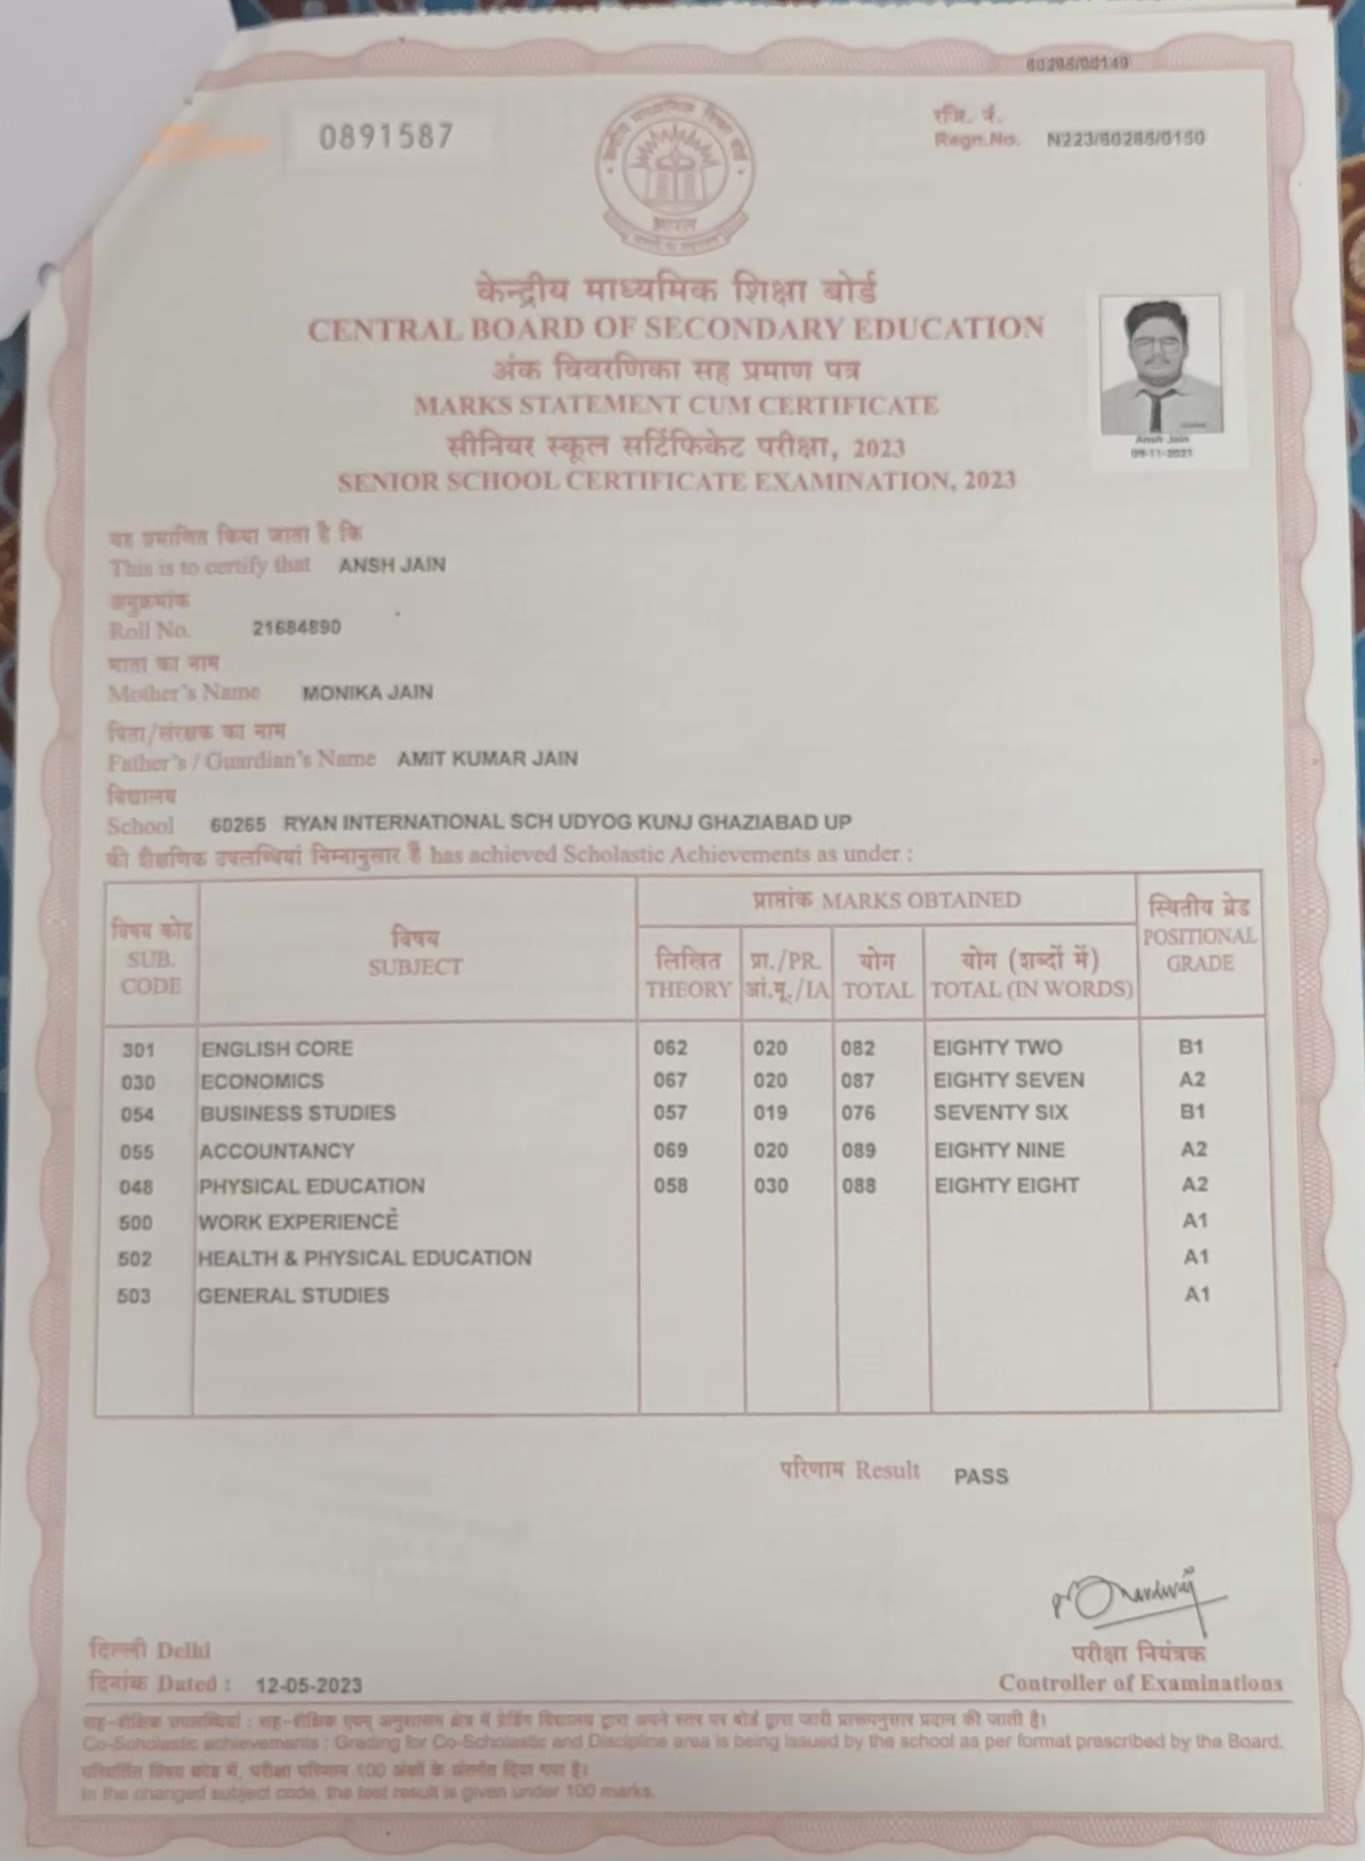 0891587
रजि. नं.
Regn.No. N223/60265/0150
केन्द्रीय माध्यमिक शिक्षा बोर्ड
CENTRAL BOARD OF SECONDARY EDUCATION
अंक विवरणिका सह प्रमाण पत्र
MARKS STATEMENT CUM CERTIFICATE
सीनियर स्कूल सर्टिफिकेट परीक्षा, 2023
SENIOR SCHOOL CERTIFICATE EXAMINATION, 2023
Ansh Jain
यह प्रमाणित किया जाता है कि
This is to certify that ANSH JAIN
अनुक्रमांक
Roll No. 21684890
माता का नाम
Mother's Name MONIKA JAIN
पिता/संरक्षक का नाम
Father's / Guardian's Name AMIT KUMAR JAIN
विद्यालय
School 60265 RYAN INTERNATIONAL SCH UDYOG KUNJ GHAZIABAD UP
की शैक्षणिक उपलब्धियां निम्नानुसार हैं has achieved Scholastic Achievements as under :
विषय कोड SUB. CODE विषय SUBJECT प्राप्तांक MARKS OBTAINED स्थितीय ग्रेड POSITIONAL GRADE
लिखित THEORY प्रा./PR. आं.मू./IA योग TOTAL योग (शब्दों में) TOTAL (IN WORDS)
301 ENGLISH CORE 062 020 082 EIGHTY TWO B1
030 ECONOMICS 067 020 087 EIGHTY SEVEN A2
054 BUSINESS STUDIES 057 019 076 SEVENTY SIX B1
055 ACCOUNTANCY 069 020 089 EIGHTY NINE A2
048 PHYSICAL EDUCATION 058 030 088 EIGHTY EIGHT A2
500 WORK EXPERIENCE A1
502 HEALTH & PHYSICAL EDUCATION A1
503 GENERAL STUDIES A1
परिणाम Result PASS
दिल्ली Delhi
दिनांक Dated : 12-05-2023
परीक्षा नियंत्रक
Controller of Examinations
सह-शैक्षिक उपलब्धियां : सह-शैक्षिक एवम् अनुशासन क्षेत्र में ग्रेडिंग विद्यालय द्वारा अपने स्तर पर बोर्ड द्वारा जारी प्रारूपनुसार प्रदान की जाती है।
Co-Scholastic achievements : Grading for Co-Scholastic and Discipline area is being issued by the school as per format prescribed by the Board.
परिवर्तित विषय कोड में, परीक्षा परिणाम 100 अंकों के अंतर्गत दिया गया है।
In the changed subject code, the test result is given under 100 marks.